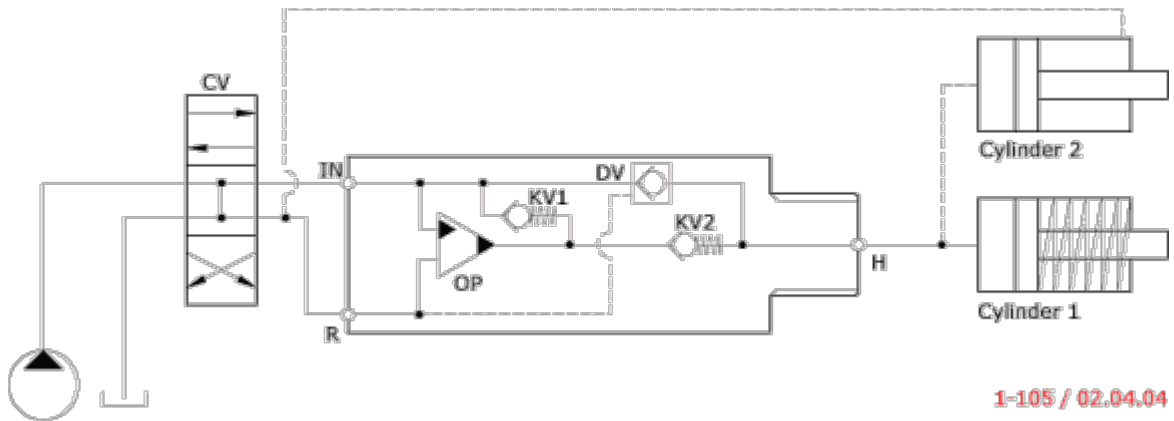 CV
Cylinder 2
IN
DV
KV1
KV2
OP
H
R
Cylinder 1
1-105 / 02.04.04